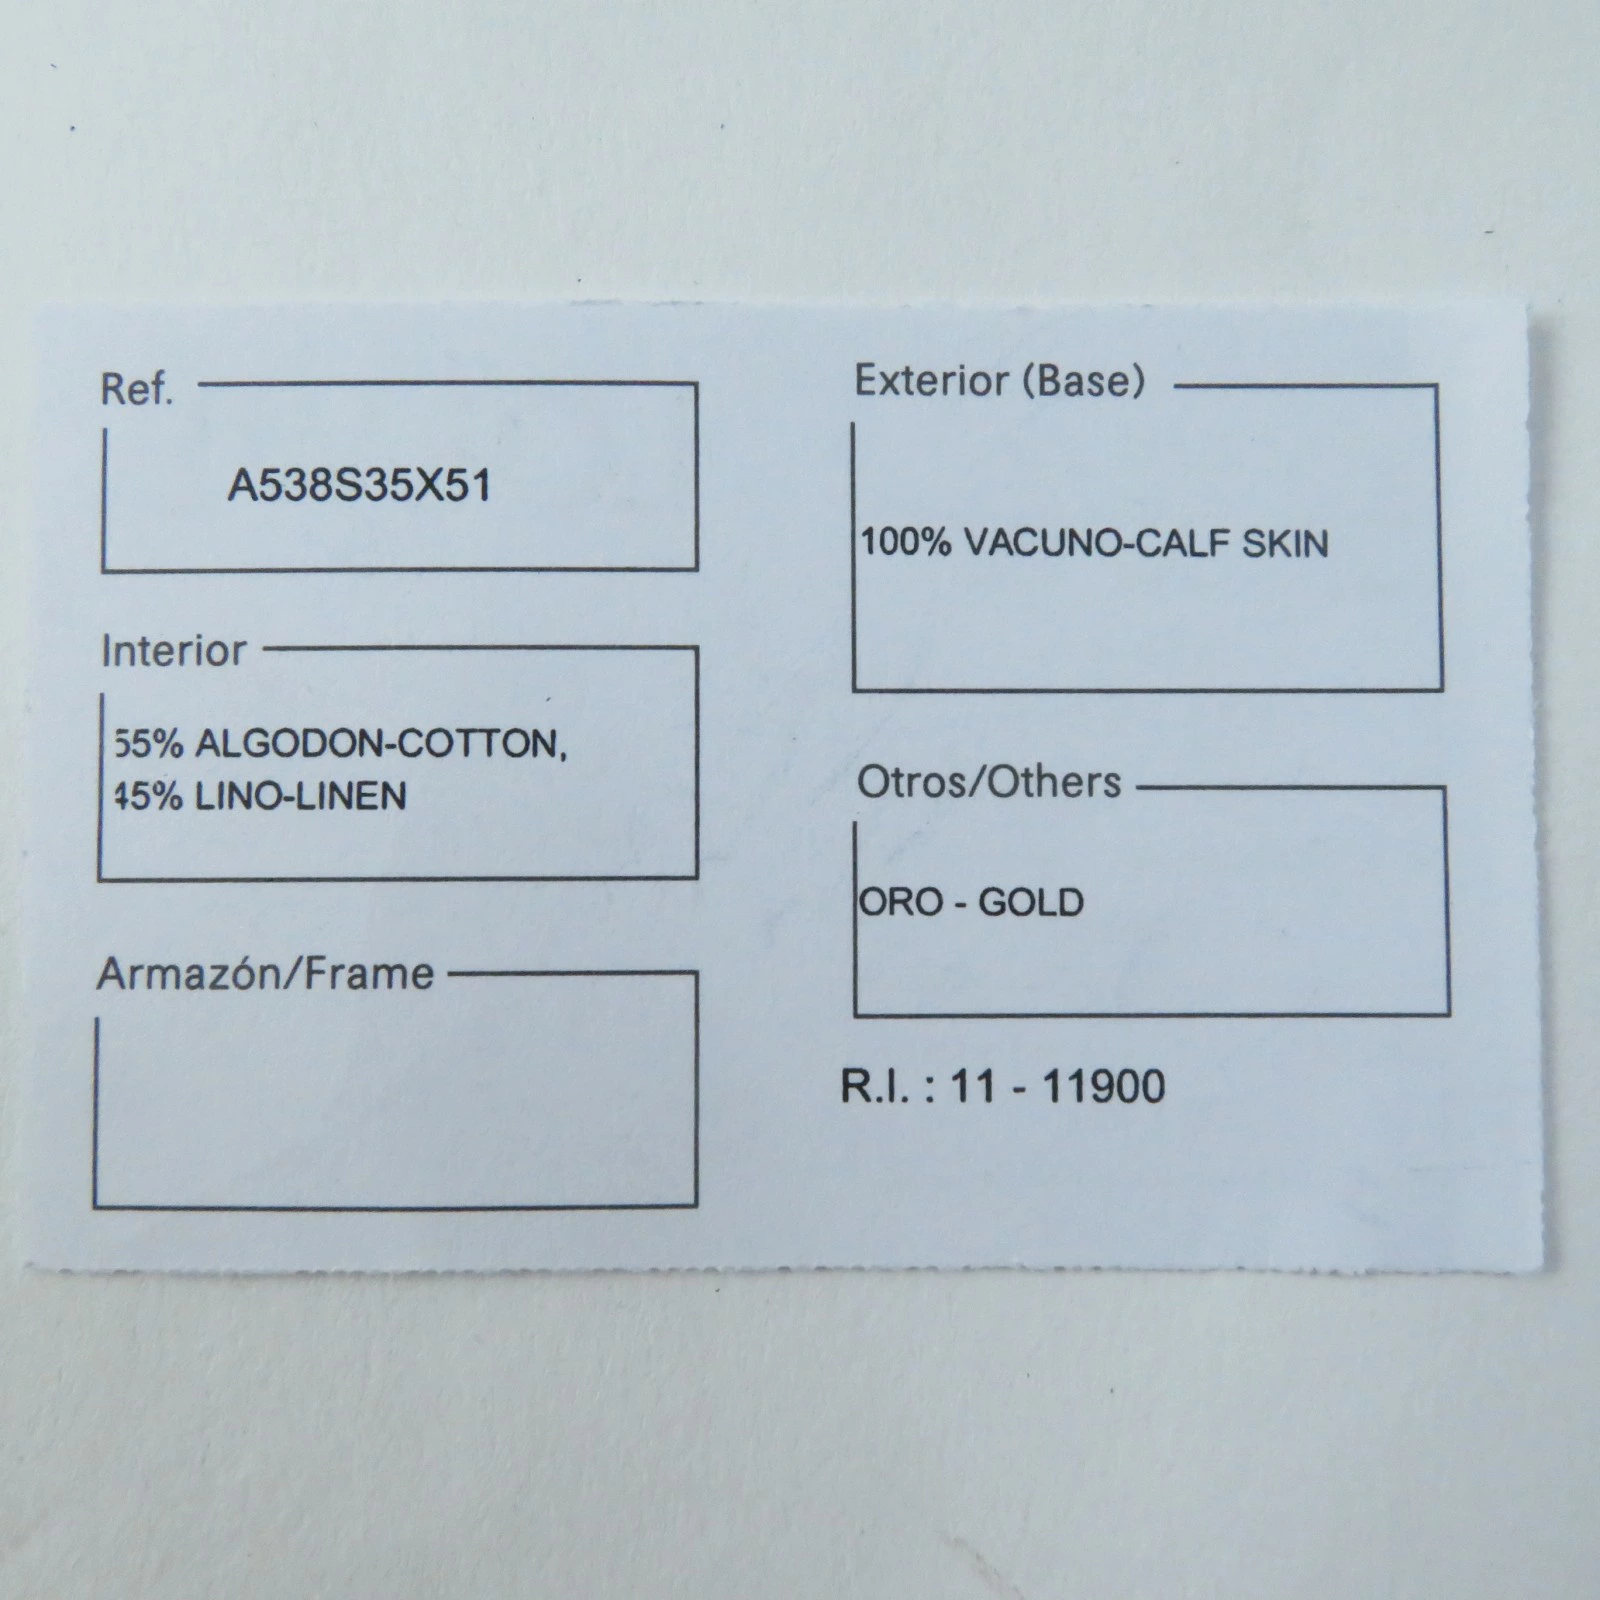 Ref.
A538S35X51
Interior
55% ALGODON-COTTON,
45% LINO-LINEN
Armazón/Frame
Exterior (Base)
100% VACUNO-CALF SKIN
Otros/Others
ORO - GOLD
R.I. : 11 - 11900